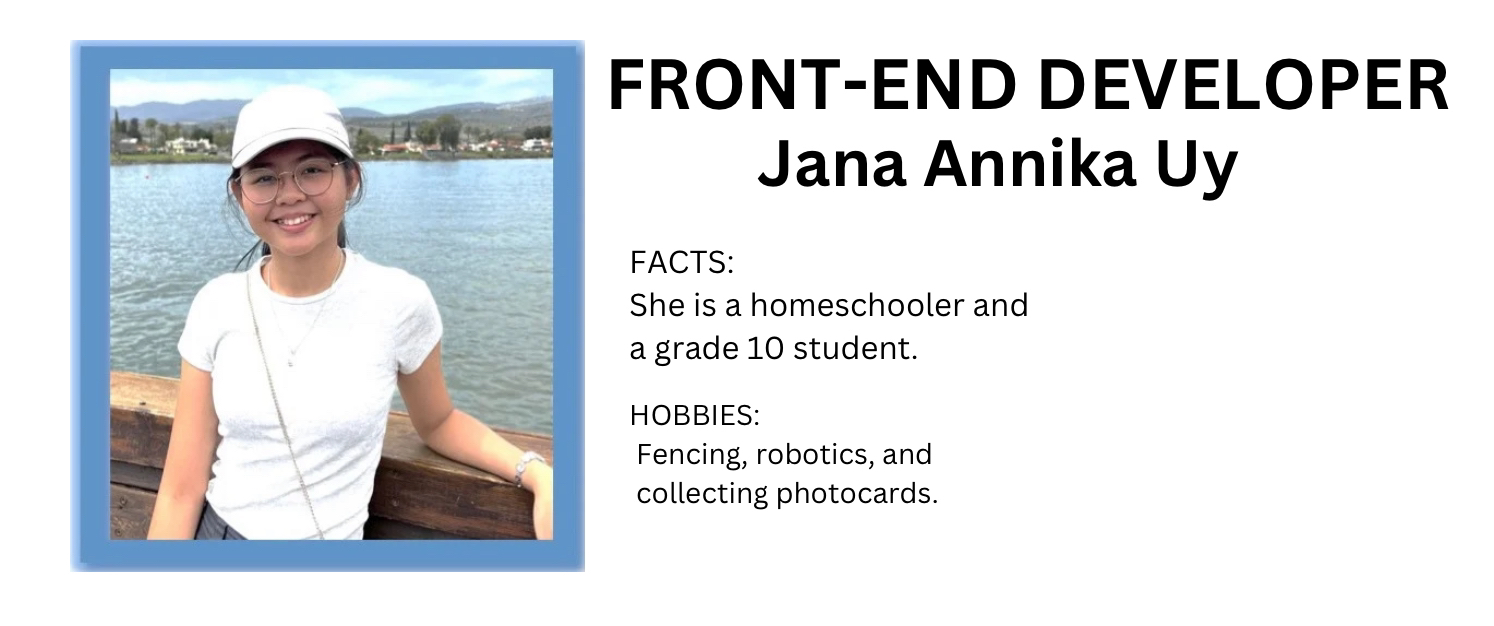 FRONT-END DEVELOPER
Jana Annika Uy
FACTS:
She is a homeschooler and
a grade 10 student.
HOBBIES:
Fencing, robotics, and
collecting photocards.